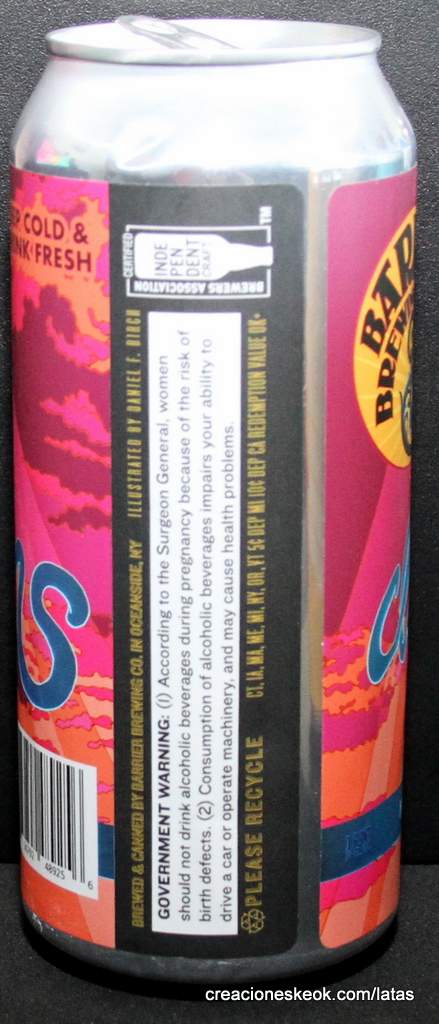 COLD &
FRESH
CERTIFIED
INDE
PEN
DENT
CRAFT
BREWERS ASSOCIATION
TM
BREWED & CANNED BY BARRIER BREWING CO. IN OCEANSIDE, NY ILLUSTRATED BY DANIEL F. BIRCH
GOVERNMENT WARNING: (1) According to the Surgeon General, women
should not drink alcoholic beverages during pregnancy because of the risk of
birth defects. (2) Consumption of alcoholic beverages impairs your ability to
drive a car or operate machinery, and may cause health problems.
PLEASE RECYCLE CT, IA, MA, ME, MI, NY, OR, VT 5¢ DEP MI 10¢ DEP CA REDEMPTION VALUE OK+
48925 6
creacioneskeok.com/latas